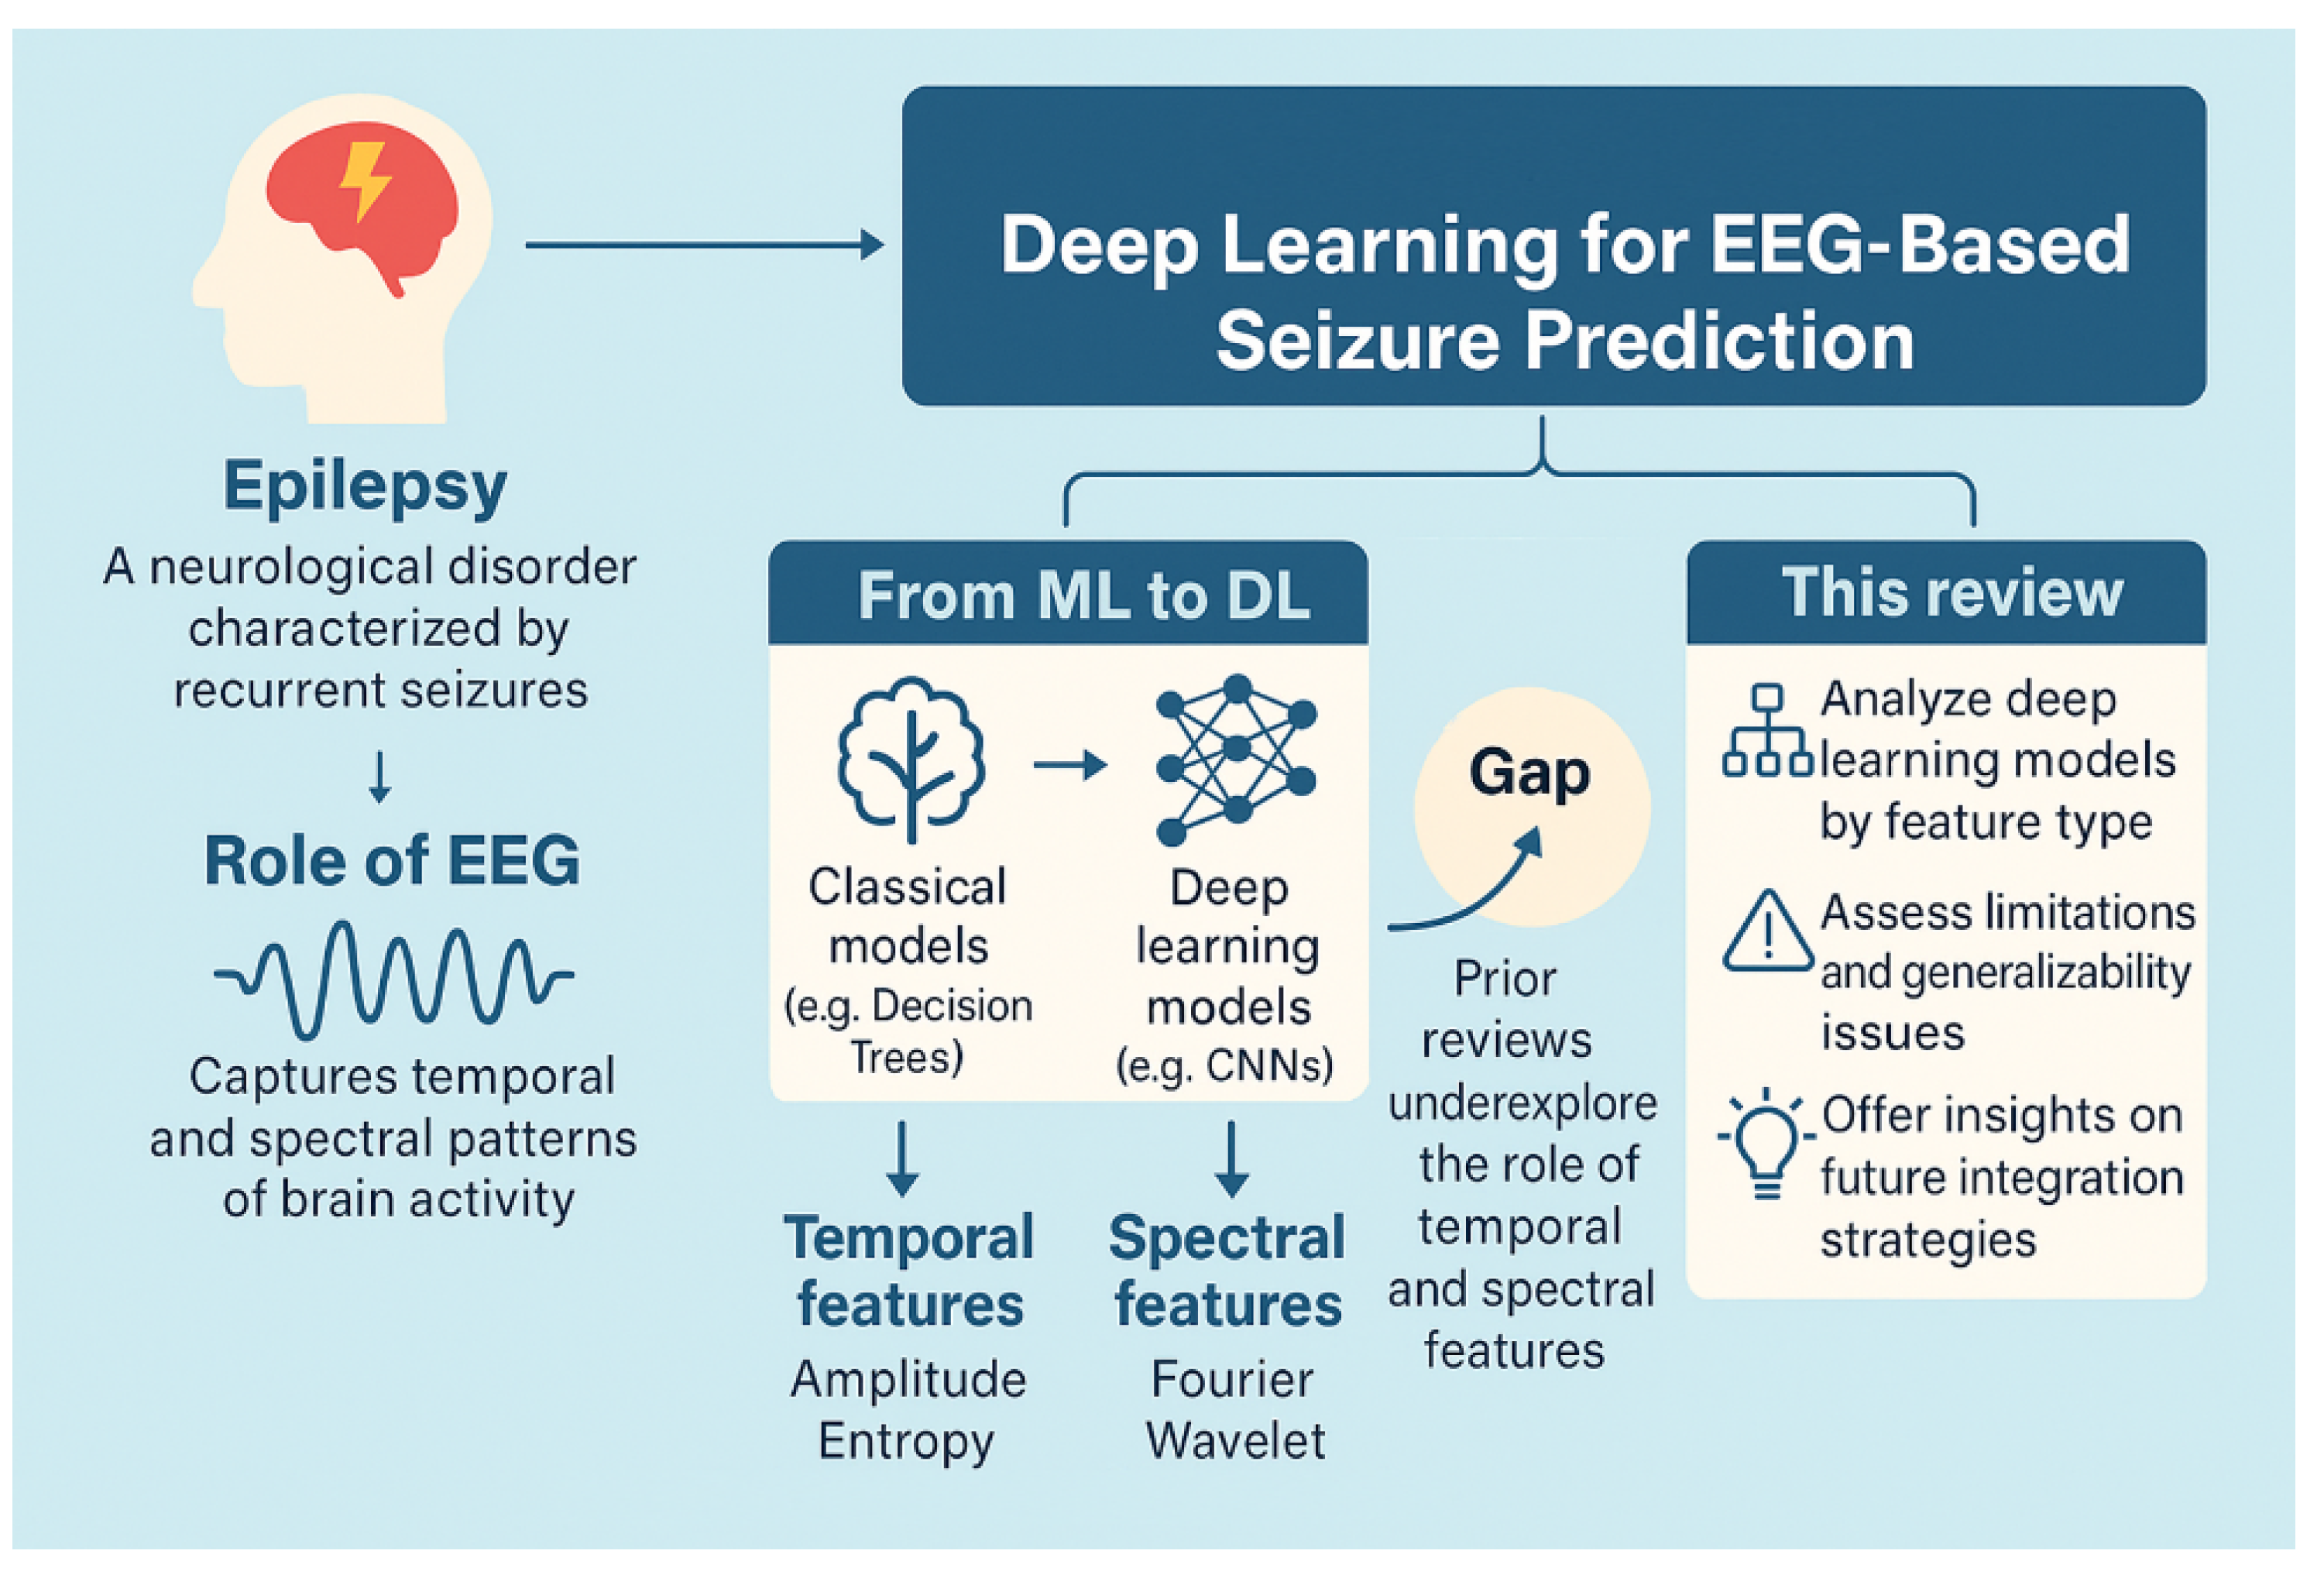 Deep Learning for EEG-Based
Seizure Prediction
Epilepsy
A neurological disorder
characterized by
recurrent seizures
Role of EEG
Captures temporal
and spectral patterns
of brain activity
From ML to DL
Classical
models
(e.g. Decision
Trees)
Deep
learning
models
(e.g. CNNs)
Temporal
features
Amplitude
Entropy
Spectral
features
Fourier
Wavelet
Gap
Prior
reviews
underexplore
the role of
temporal
and spectral
features
This review
Analyze deep
learning models
by feature type
Assess limitations
and generalizability
issues
Offer insights on
future integration
strategies